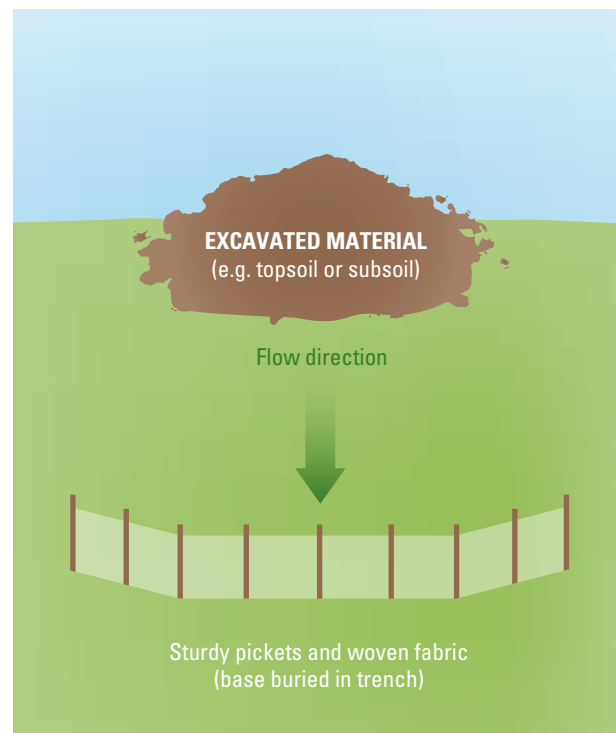 EXCAVATED MATERIAL
(e.g. topsoil or subsoil)
Flow direction
Sturdy pickets and woven fabric
(base buried in trench)